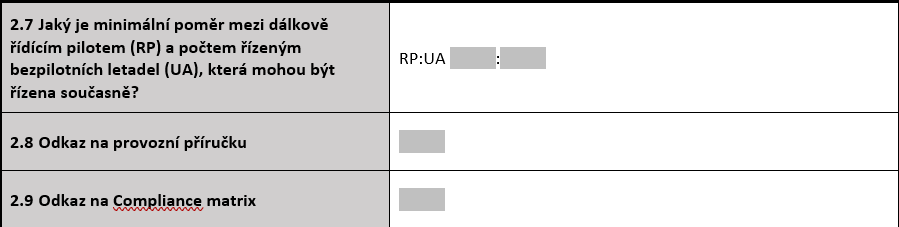 2.7 Jaký je minimální poměr mezi dálkově
řídícím pilotem (RP) a počtem řízeným
bezpilotních letadel (UA), která mohou být
řízena současně?
RP:UA :
2.8 Odkaz na provozní příručku
2.9 Odkaz na Compliance matrix